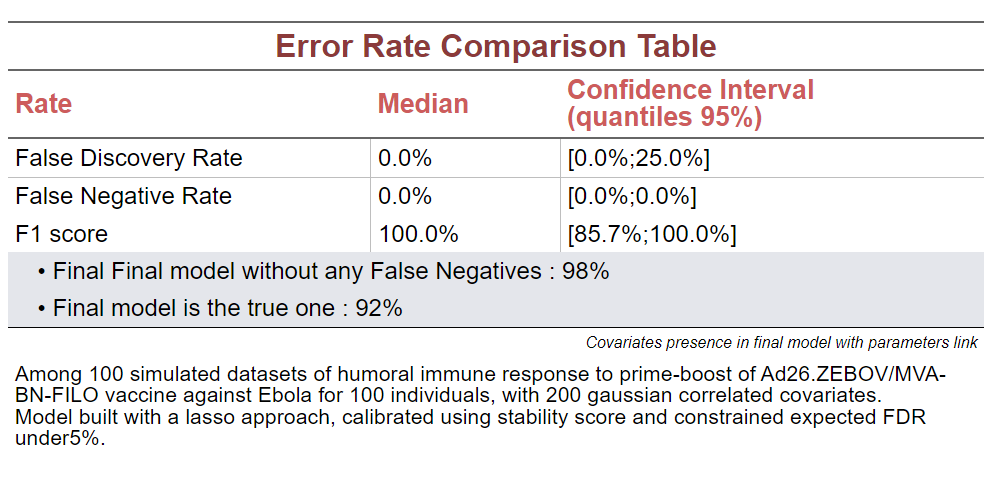 Error Rate Comparison Table
Rate Median Confidence Interval
(quantiles 95%)
False Discovery Rate 0.0% [0.0%;25.0%]
False Negative Rate 0.0% [0.0%;0.0%]
F1 score 100.0% [85.7%;100.0%]
• Final Final model without any False Negatives : 98%
• Final model is the true one : 92%
Covariates presence in final model with parameters link
Among 100 simulated datasets of humoral immune response to prime-boost of Ad26.ZEBOV/MVA-
BN-FILO vaccine against Ebola for 100 individuals, with 200 gaussian correlated covariates.
Model built with a lasso approach, calibrated using stability score and constrained expected FDR
under5%.